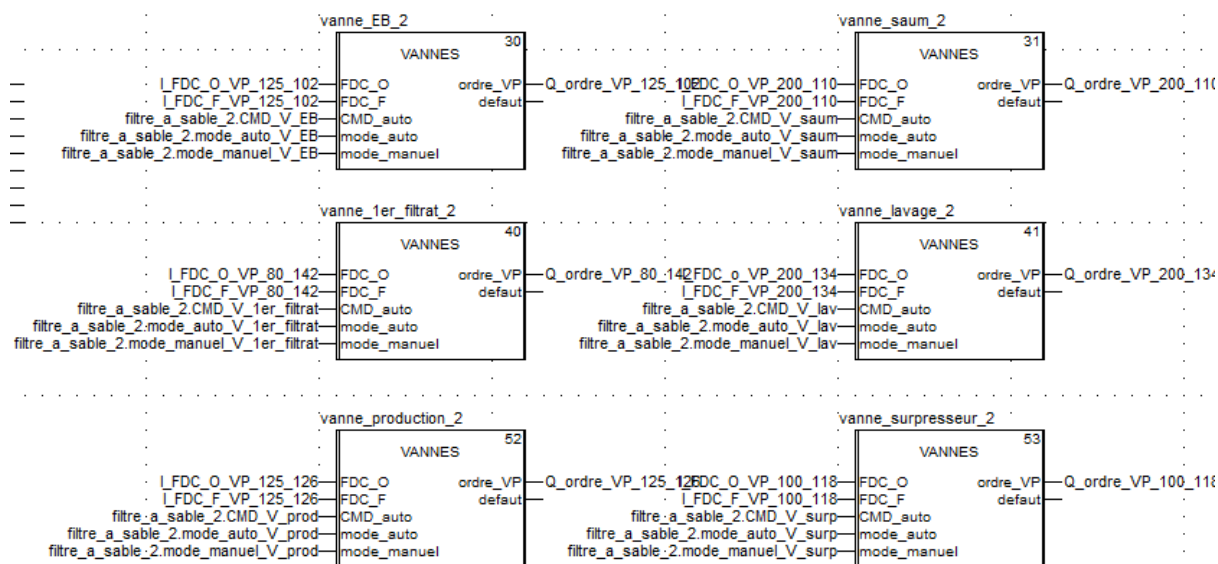 vanne_EB_2
30
VANNES
I_FDC_O_VP_125_102 FDC_O ordre_VP Q_ordre_VP_125_102
I_FDC_F_VP_125_102 FDC_F defaut
filtre_a_sable_2.CMD_V_EB CMD_auto
filtre_a_sable_2.mode_auto_V_EB mode_auto
filtre_a_sable_2.mode_manuel_V_EB mode_manuel
vanne_saum_2
31
VANNES
I_FDC_O_VP_200_110 FDC_O ordre_VP Q_ordre_VP_200_110
I_FDC_F_VP_200_110 FDC_F defaut
filtre_a_sable_2.CMD_V_saum CMD_auto
filtre_a_sable_2.mode_auto_V_saum mode_auto
filtre_a_sable_2.mode_manuel_V_saum mode_manuel
vanne_1er_filtrat_2
40
VANNES
I_FDC_O_VP_80_142 FDC_O ordre_VP Q_ordre_VP_80_142
I_FDC_F_VP_80_142 FDC_F defaut
filtre_a_sable_2.CMD_V_1er_filtrat CMD_auto
filtre_a_sable_2.mode_auto_V_1er_filtrat mode_auto
filtre_a_sable_2.mode_manuel_V_1er_filtrat mode_manuel
vanne_lavage_2
41
VANNES
I_FDC_o_VP_200_134 FDC_O ordre_VP Q_ordre_VP_200_134
I_FDC_F_VP_200_134 FDC_F defaut
filtre_a_sable_2.CMD_V_lav CMD_auto
filtre_a_sable_2.mode_auto_V_lav mode_auto
filtre_a_sable_2.mode_manuel_V_lav mode_manuel
vanne_production_2
52
VANNES
I_FDC_O_VP_125_126 FDC_O ordre_VP Q_ordre_VP_125_126
I_FDC_F_VP_125_126 FDC_F defaut
filtre_a_sable_2.CMD_V_prod CMD_auto
filtre_a_sable_2.mode_auto_V_prod mode_auto
filtre_a_sable_2.mode_manuel_V_prod mode_manuel
vanne_surpresseur_2
53
VANNES
I_FDC_O_VP_100_118 FDC_O ordre_VP Q_ordre_VP_100_118
I_FDC_F_VP_100_118 FDC_F defaut
filtre_a_sable_2.CMD_V_surp CMD_auto
filtre_a_sable_2.mode_auto_V_surp mode_auto
filtre_a_sable_2.mode_manuel_V_surp mode_manuel